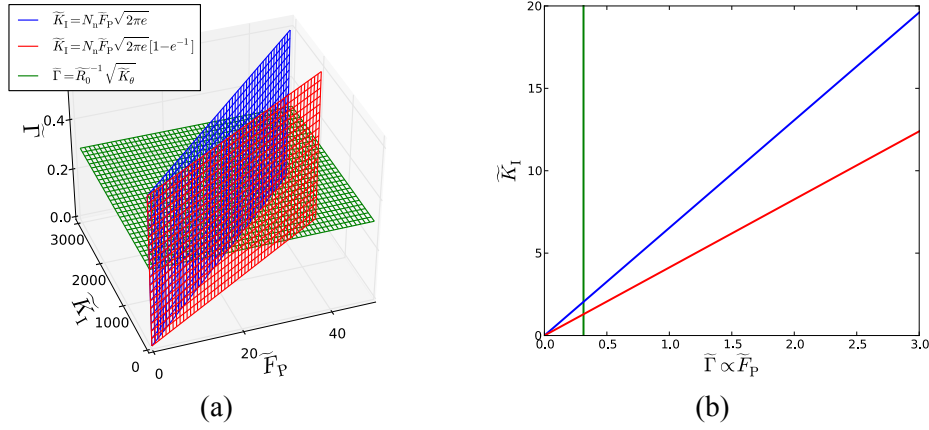 K̃_I=N_n F̃_P √(2πe)
K̃_I=N_n F̃_P √(2πe)[1−e^{−1}]
Γ̃=R̃_0^{−1} √(K̃_θ)
Γ̃
0.4
0.2
0.0
3000
2000
1000
0
K̃_I
0
20
40
F̃_P
(a)
K̃_I
20
15
10
5
0
0.0 0.5 1.0 1.5 2.0 2.5 3.0
Γ̃ ∝ F̃_P
(b)